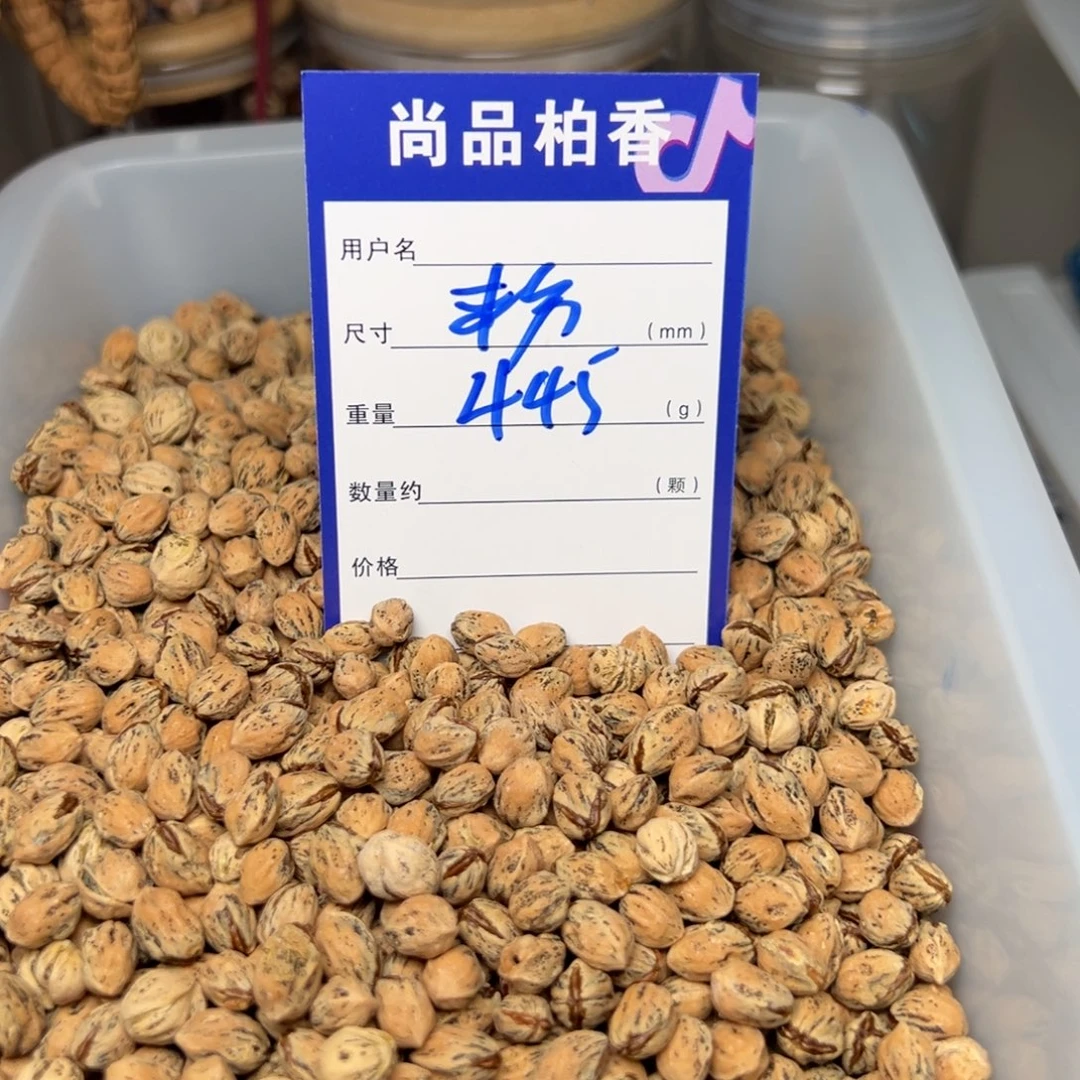 尚品柏香
用户名
尺寸 粉 (mm)
重量 445 (g)
数量约 (颗)
价格